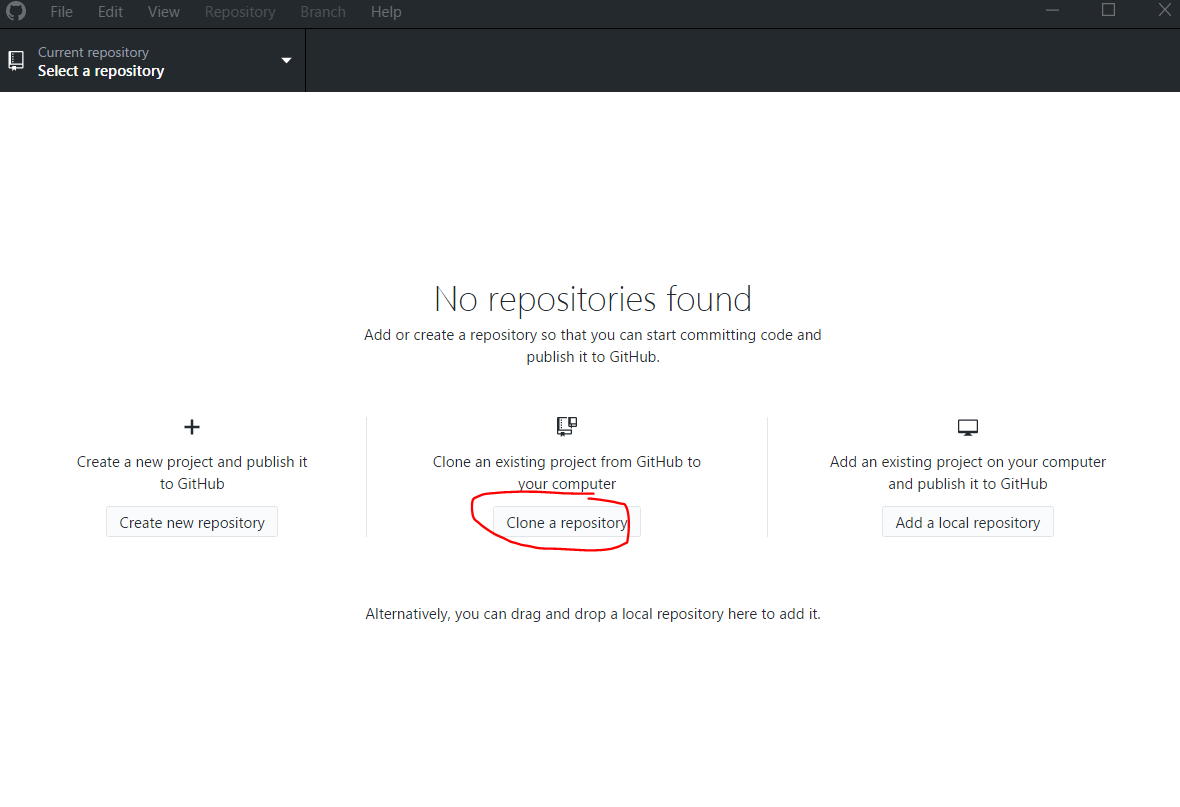 File Edit View Repository Branch Help
Current repository
Select a repository
No repositories found
Add or create a repository so that you can start committing code and
publish it to GitHub.
Create a new project and publish it
to GitHub
Create new repository
Clone an existing project from GitHub to
your computer
Clone a repository
Add an existing project on your computer
and publish it to GitHub
Add a local repository
Alternatively, you can drag and drop a local repository here to add it.